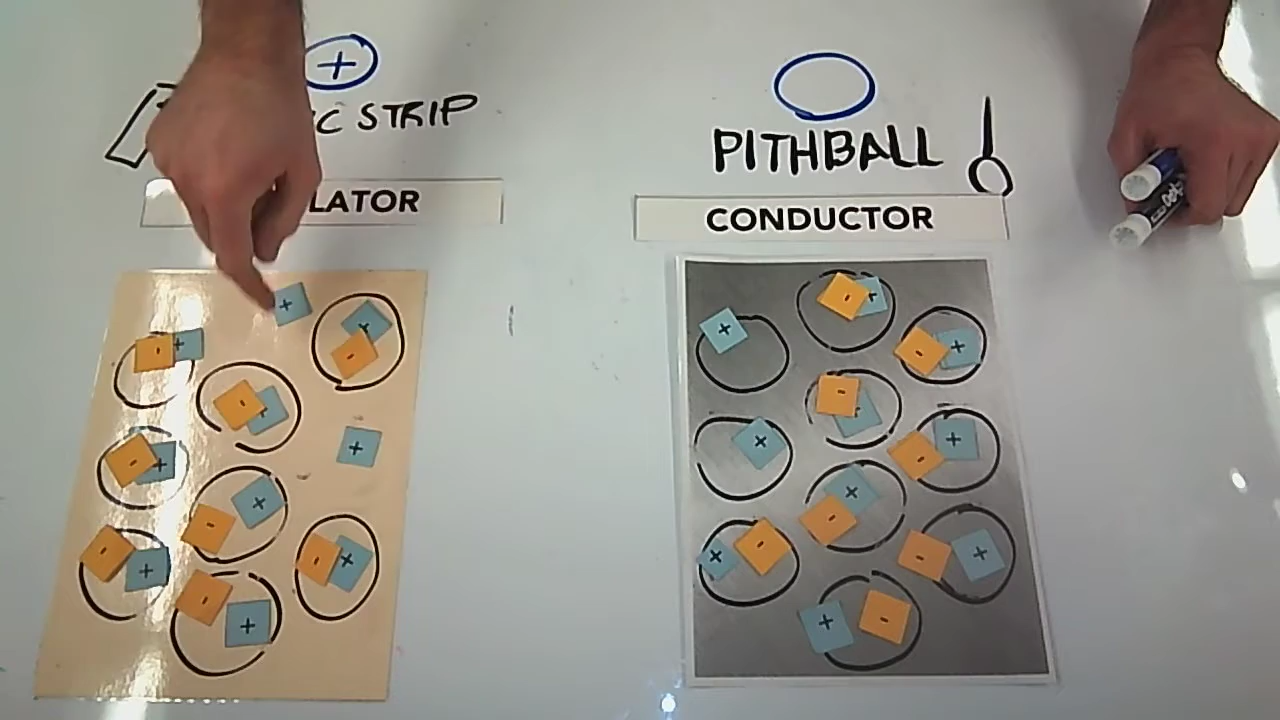 +
C STRIP
PITHBALL
LATOR
CONDUCTOR